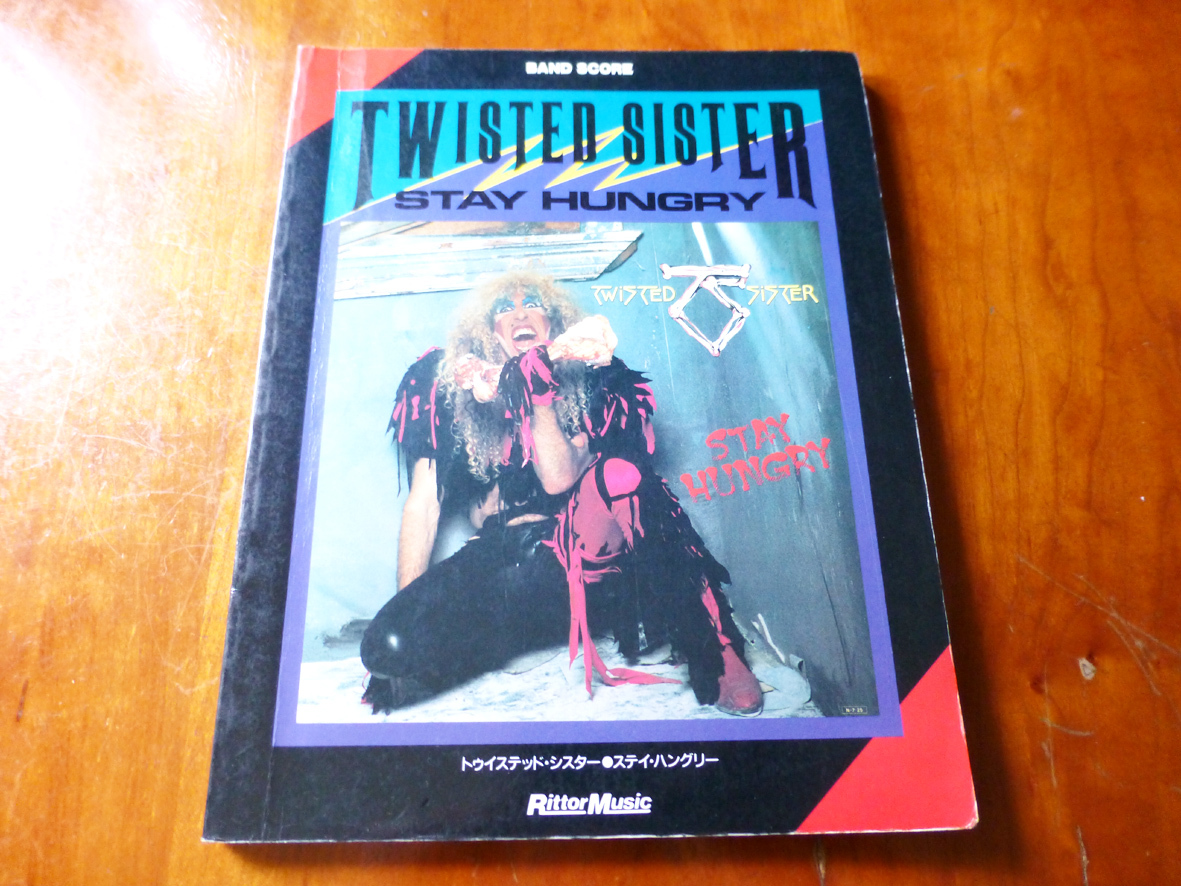 BAND SCORE
TWISTED SISTER
STAY HUNGRY
TWISTED SISTER
STAY
HUNGRY
トゥイステッド・シスター●ステイ・ハングリー
RittorMusic